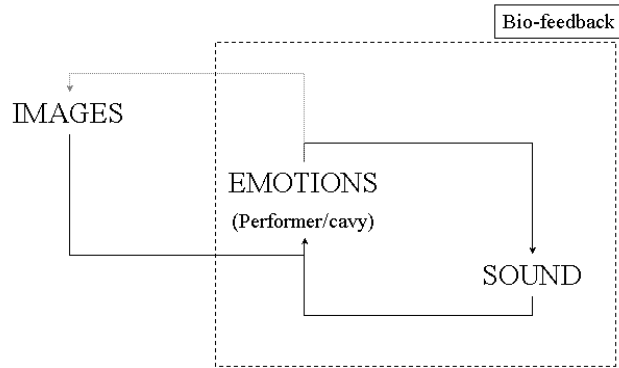 Bio-feedback
IMAGES
EMOTIONS
(Performer/cavy)
SOUND